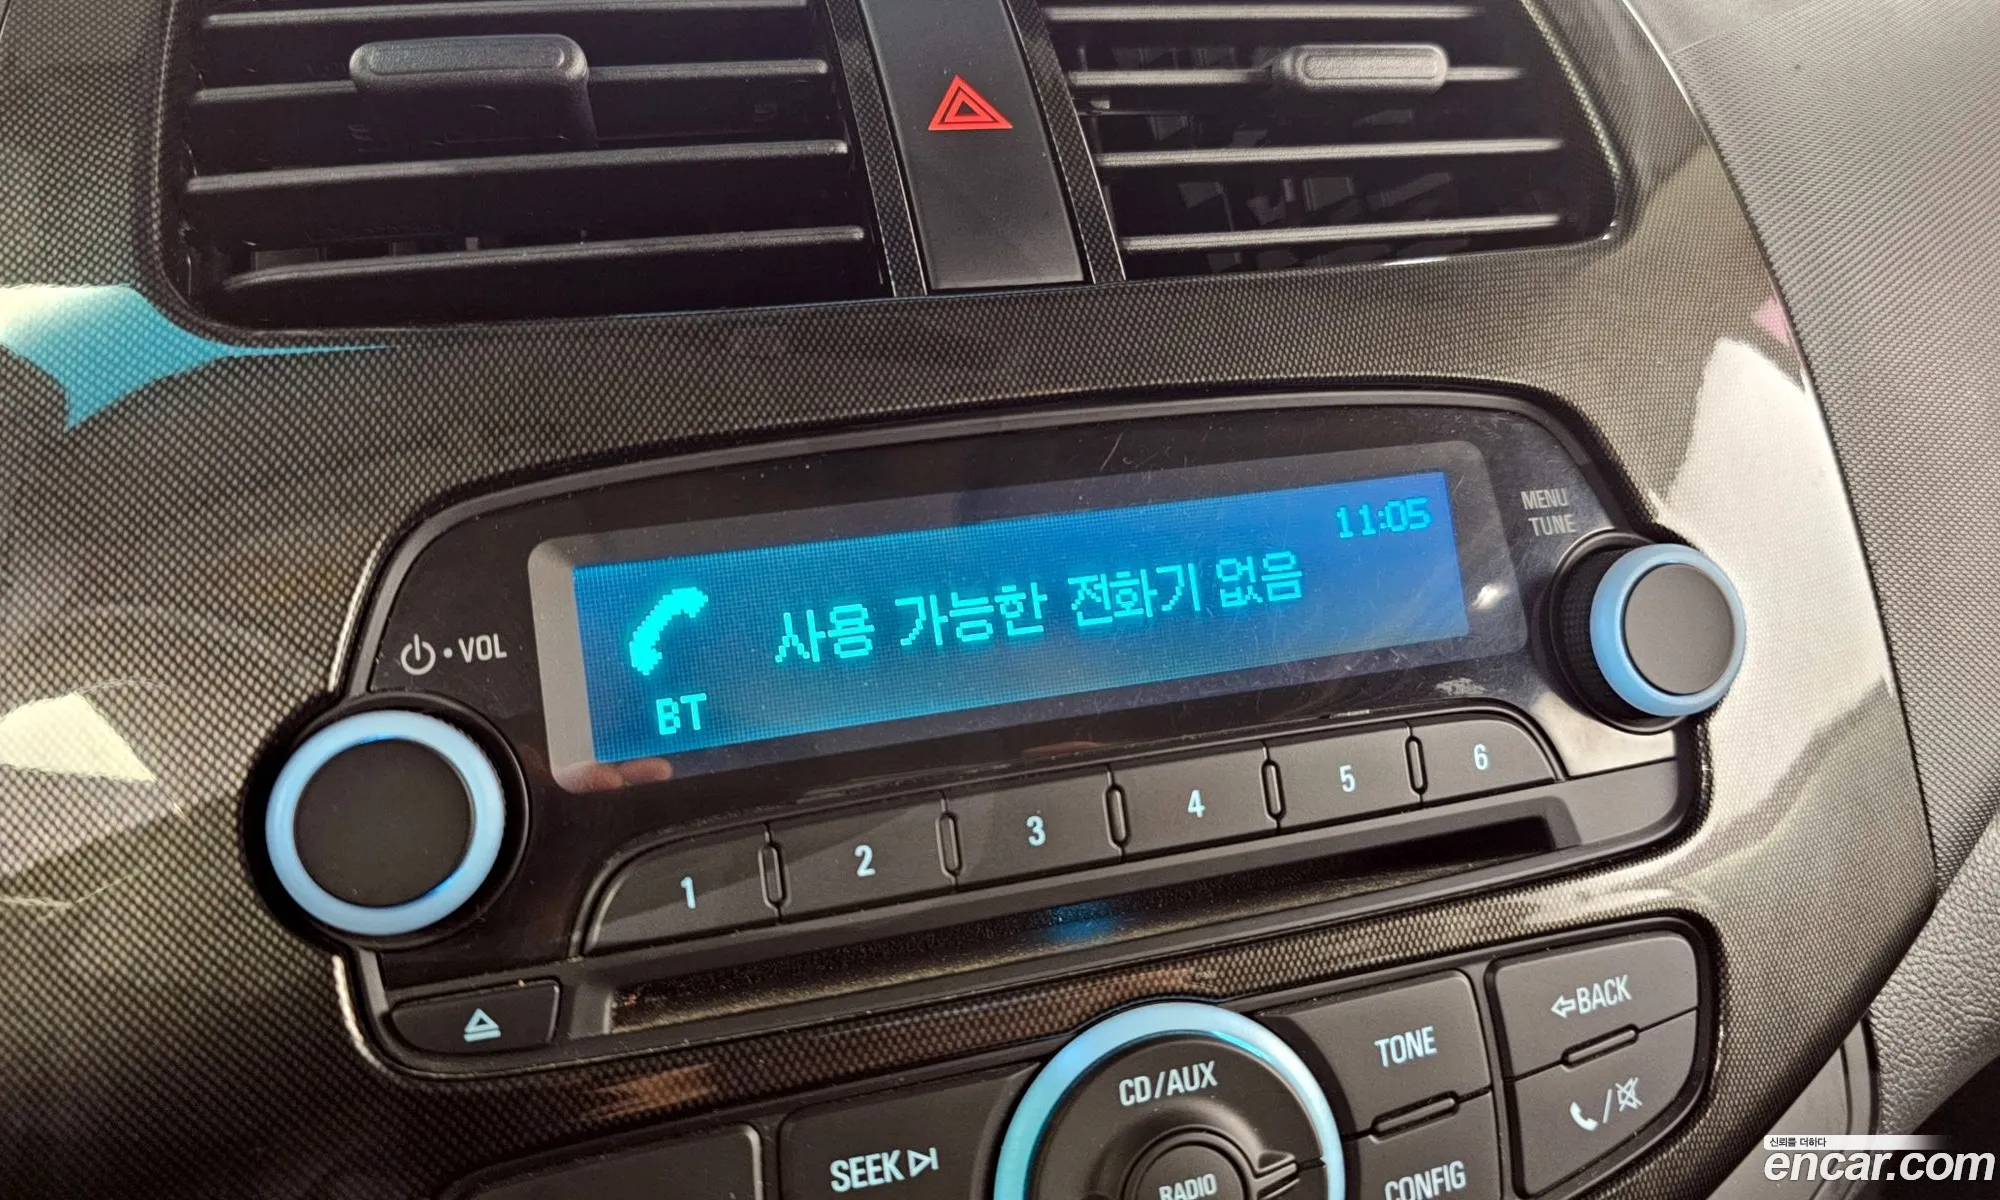 11:05
사용 가능한 전화기 없음
BT
MENU
TUNE
⏻•VOL
1 2 3 4 5 6
CD/AUX
TONE
BACK
SEEK
RADIO
CONFIG
신뢰를 더하다
encar.com